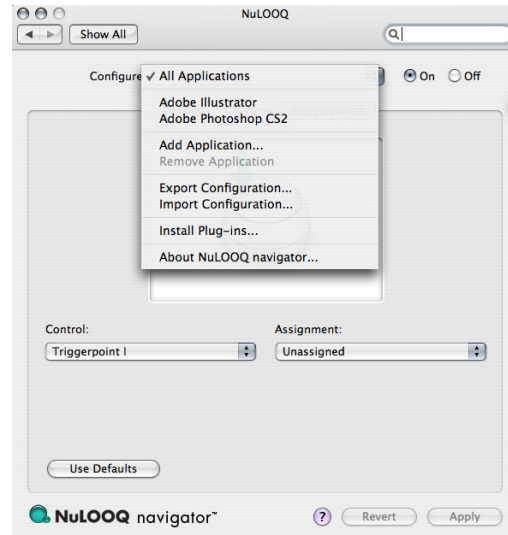 NuLOOQ
Show All
Configure ✓ All Applications
On Off
Adobe Illustrator
Adobe Photoshop CS2
Add Application...
Remove Application
Export Configuration...
Import Configuration...
Install Plug-ins...
About NuLOOQ navigator...
Control: Assignment:
Triggerpoint I Unassigned
Use Defaults
NuLOOQ navigator™ ? Revert Apply